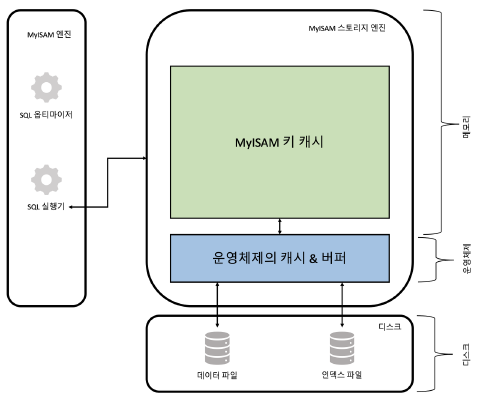 MyISAM 엔진
SQL 옵티마이저
SQL 실행기
MyISAM 스토리지 엔진
MyISAM 키 캐시
운영체제의 캐시 & 버퍼
디스크
데이터 파일
인덱스 파일
메모리
운영체제
디스크